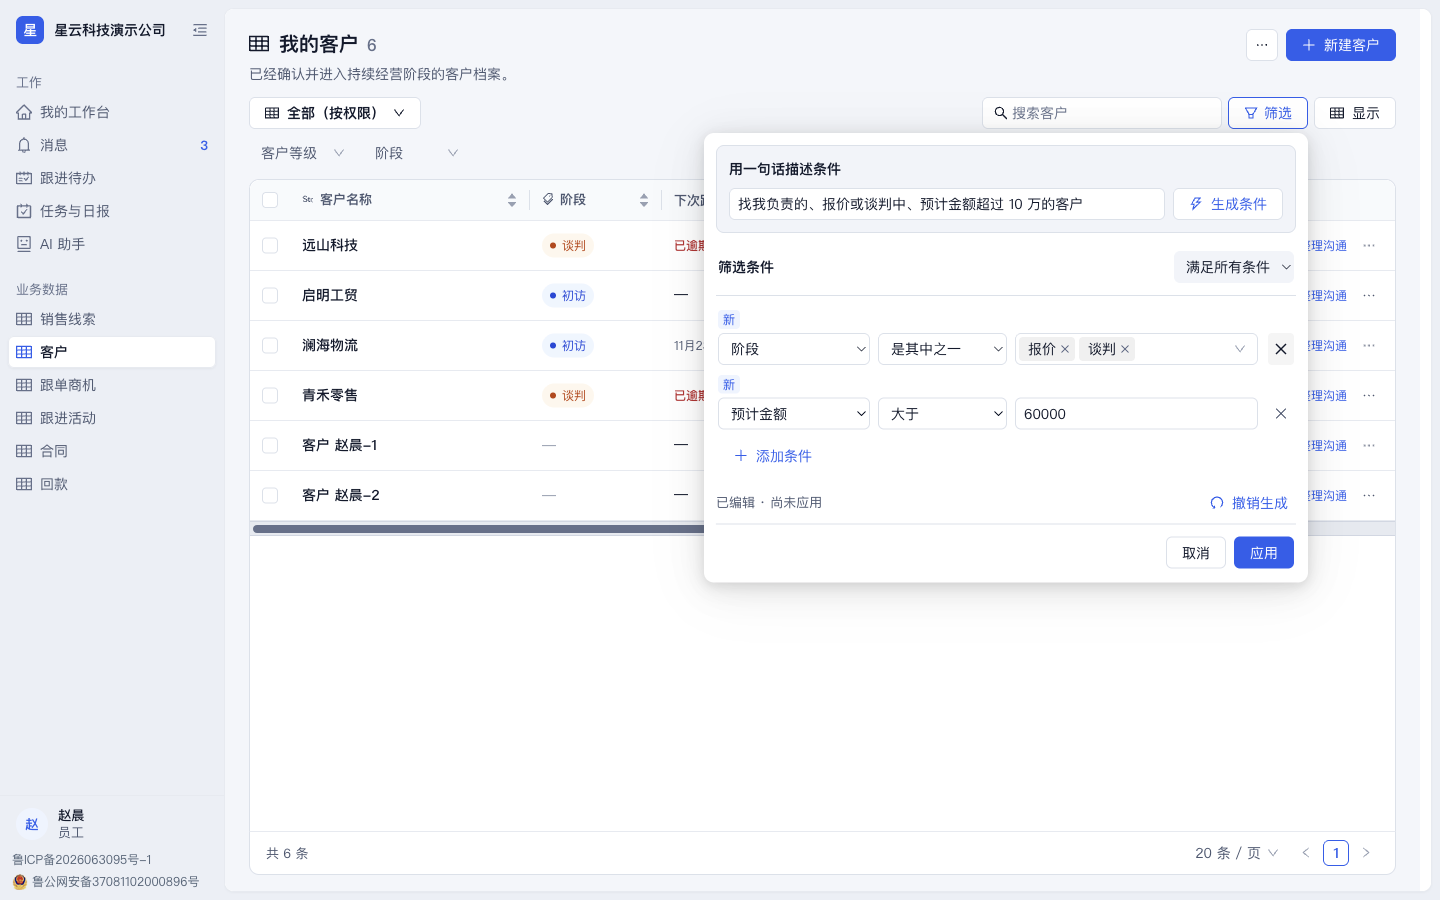 星 星云科技演示公司
工作
我的工作台
消息 3
跟进待办
任务与日报
AI 助手
业务数据
销售线索
客户
跟单商机
跟进活动
合同
回款
赵 赵晨
员工
鲁ICP备2026063095号-1
鲁公网安备37081102000896号
我的客户 6
已经确认并进入持续经营阶段的客户档案。
··· 新建客户
全部（按权限）
搜索客户 筛选 显示
客户等级 阶段
Str 客户名称 阶段 下次
远山科技 谈判 已逾 理沟通 ···
启明工贸 初访 — 理沟通 ···
澜海物流 初访 11月2 理沟通 ···
青禾零售 谈判 已逾 理沟通 ···
客户 赵晨-1 — — 理沟通 ···
客户 赵晨-2 — — 理沟通 ···
共 6 条
20 条 / 页 1
用一句话描述条件
找我负责的、报价或谈判中、预计金额超过 10 万的客户 生成条件
筛选条件 满足所有条件
新
阶段 是其中之一 报价 谈判
新
预计金额 大于 60000
添加条件
已编辑 · 尚未应用 撤销生成
取消 应用